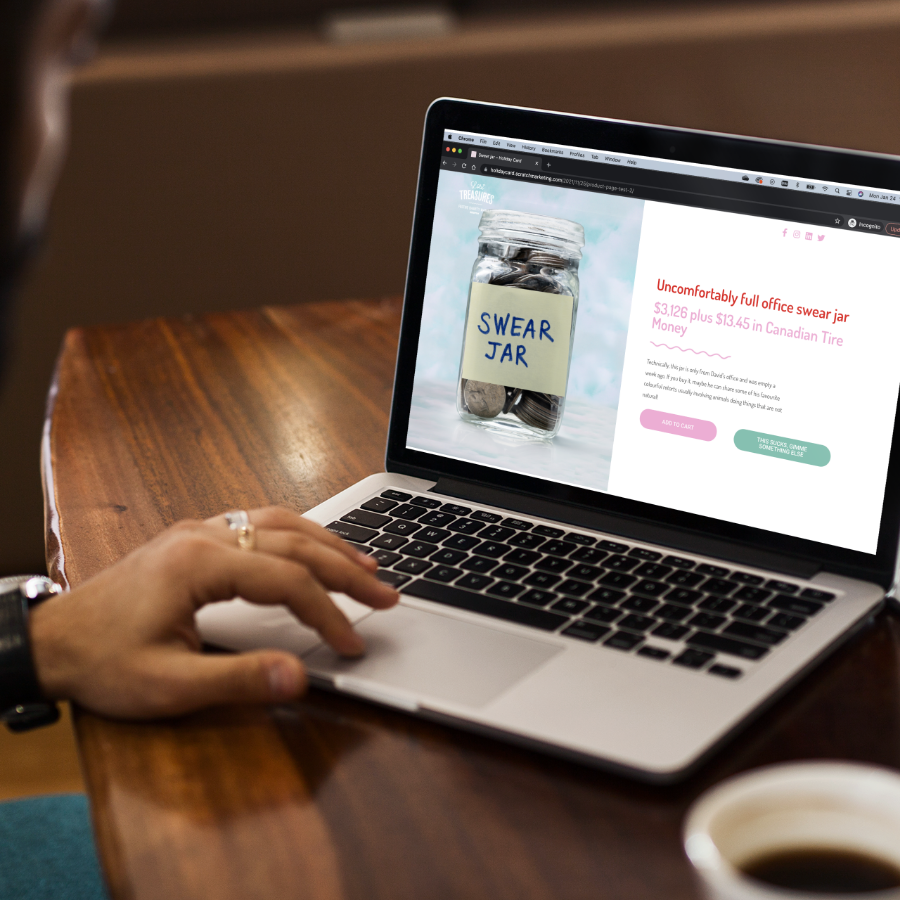 Chrome File Edit View History Bookmarks Profiles Tab Window Help
Mon Jan 24
Swear jar – Holiday Card
holidaycard.scratchmarketing.com/2021/11/23/product-page-test-2/
Incognito
TREASURES
SWEAR
JAR
Uncomfortably full office swear jar
$3,126 plus $13.45 in Canadian Tire
Money
Technically, this jar is only from David's office and was empty a
week ago. If you buy it, maybe he can share some of his favourite
colourful retorts usually involving animals doing things that are not
natural!
ADD TO CART
THIS SUCKS. GIMME
SOMETHING ELSE